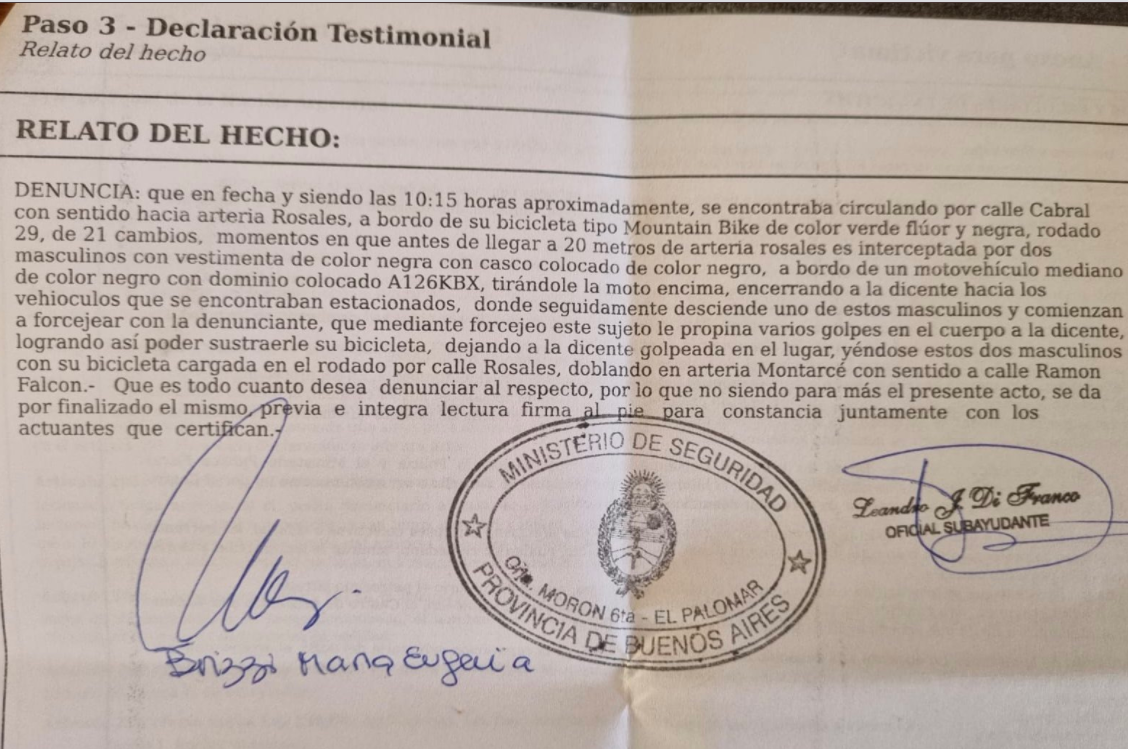 Paso 3 - Declaración Testimonial
Relato del hecho
RELATO DEL HECHO:
DENUNCIA: que en fecha y siendo las 10:15 horas aproximadamente, se encontraba circulando por calle Cabral
con sentido hacia arteria Rosales, a bordo de su bicicleta tipo Mountain Bike de color verde flúor y negra, rodado
29, de 21 cambios, momentos en que antes de llegar a 20 metros de arteria rosales es interceptada por dos
masculinos con vestimenta de color negra con casco colocado de color negro, a bordo de un motovehículo mediano
de color negro con dominio colocado A126KBX, tirándole la moto encima, encerrando a la dicente hacia los
vehioculos que se encontraban estacionados, donde seguidamente desciende uno de estos masculinos y comienzan
a forcejear con la denunciante, que mediante forcejeo este sujeto le propina varios golpes en el cuerpo a la dicente,
logrando así poder sustraerle su bicicleta, dejando a la dicente golpeada en el lugar, yéndose estos dos masculinos
con su bicicleta cargada en el rodado por calle Rosales, doblando en arteria Montarcé con sentido a calle Ramon
Falcon.- Que es todo cuanto desea denunciar al respecto, por lo que no siendo para más el presente acto, se da
por finalizado el mismo, previa e integra lectura firma al pie para constancia juntamente con los
actuantes que certifican.-
MINISTERIO DE SEGURIDAD
MORON 6ta - EL PALOMAR
PROVINCIA DE BUENOS AIRES
Leandro J. Di Franco
OFICIAL SUBAYUDANTE
Brizzi Maria Eugenia